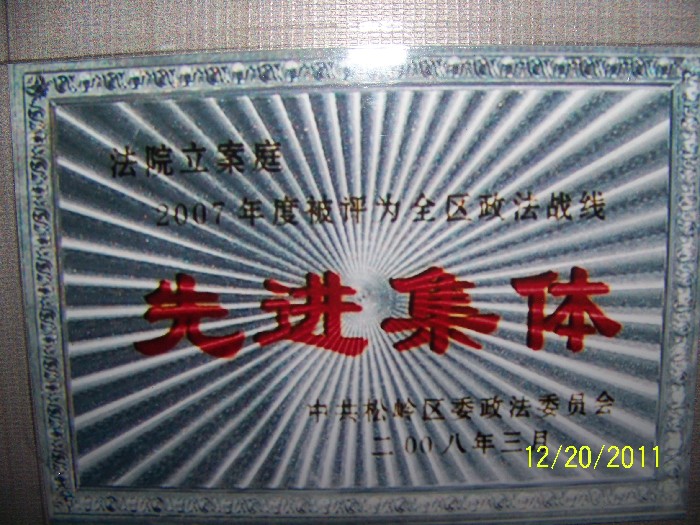 法院立案庭
2007年度被评为全区政法战线
先进集体
中共松岭区委政法委员会
二00八年三月
12/20/2011